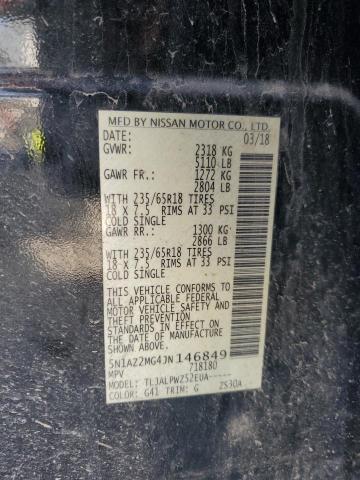 MFD BY NISSAN MOTOR CO., LTD.
DATE: 03/18
GVWR: 2318 KG
5110 LB
GAWR FR.: 1272 KG
2804 LB
WITH 235/65R18 TIRES
18 X 7.5 RIMS AT 33 PSI
COLD SINGLE
GAWR RR.: 1300 KG
2866 LB
WITH 235/65R18 TIRES
18 X 7.5 RIMS AT 33 PSI
COLD SINGLE
THIS VEHICLE CONFORMS TO
ALL APPLICABLE FEDERAL
MOTOR VEHICLE SAFETY
STANDARDS IN EFFECT ON
THE DATE OF MANUFACTURE
SHOWN ABOVE.
5N1AZ2MG4JN146849
MPV 718180
MODEL: TLJALPWZ52EUA-----
COLOR: G41 TRIM: G ZS30A